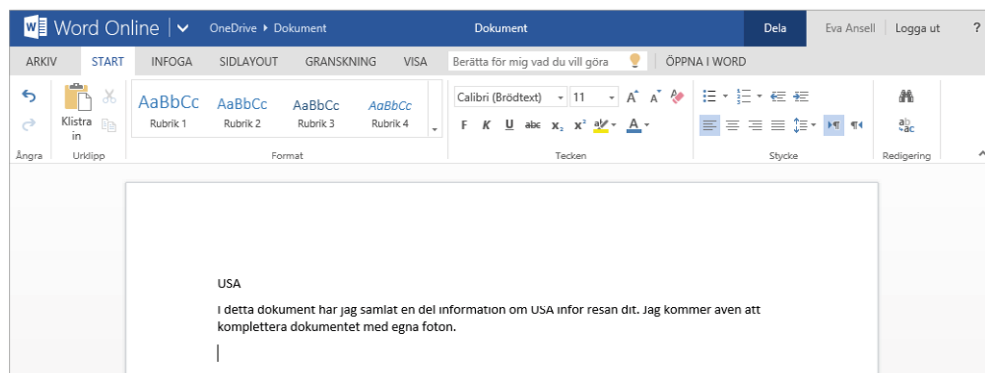 Word Online OneDrive ▸ Dokument Dokument Dela Eva Ansell Logga ut ?
ARKIV START INFOGA SIDLAYOUT GRANSKNING VISA Berätta för mig vad du vill göra ÖPPNA I WORD
AaBbCc AaBbCc AaBbCc AaBbCc Calibri (Brödtext) 11
Klistra in Rubrik 1 Rubrik 2 Rubrik 3 Rubrik 4 F K U abc x₂ x² A
Ångra Urklipp Format Tecken Stycke Redigering
USA
I detta dokument har jag samlat en del information om USA inför resan dit. Jag kommer även att
komplettera dokumentet med egna foton.